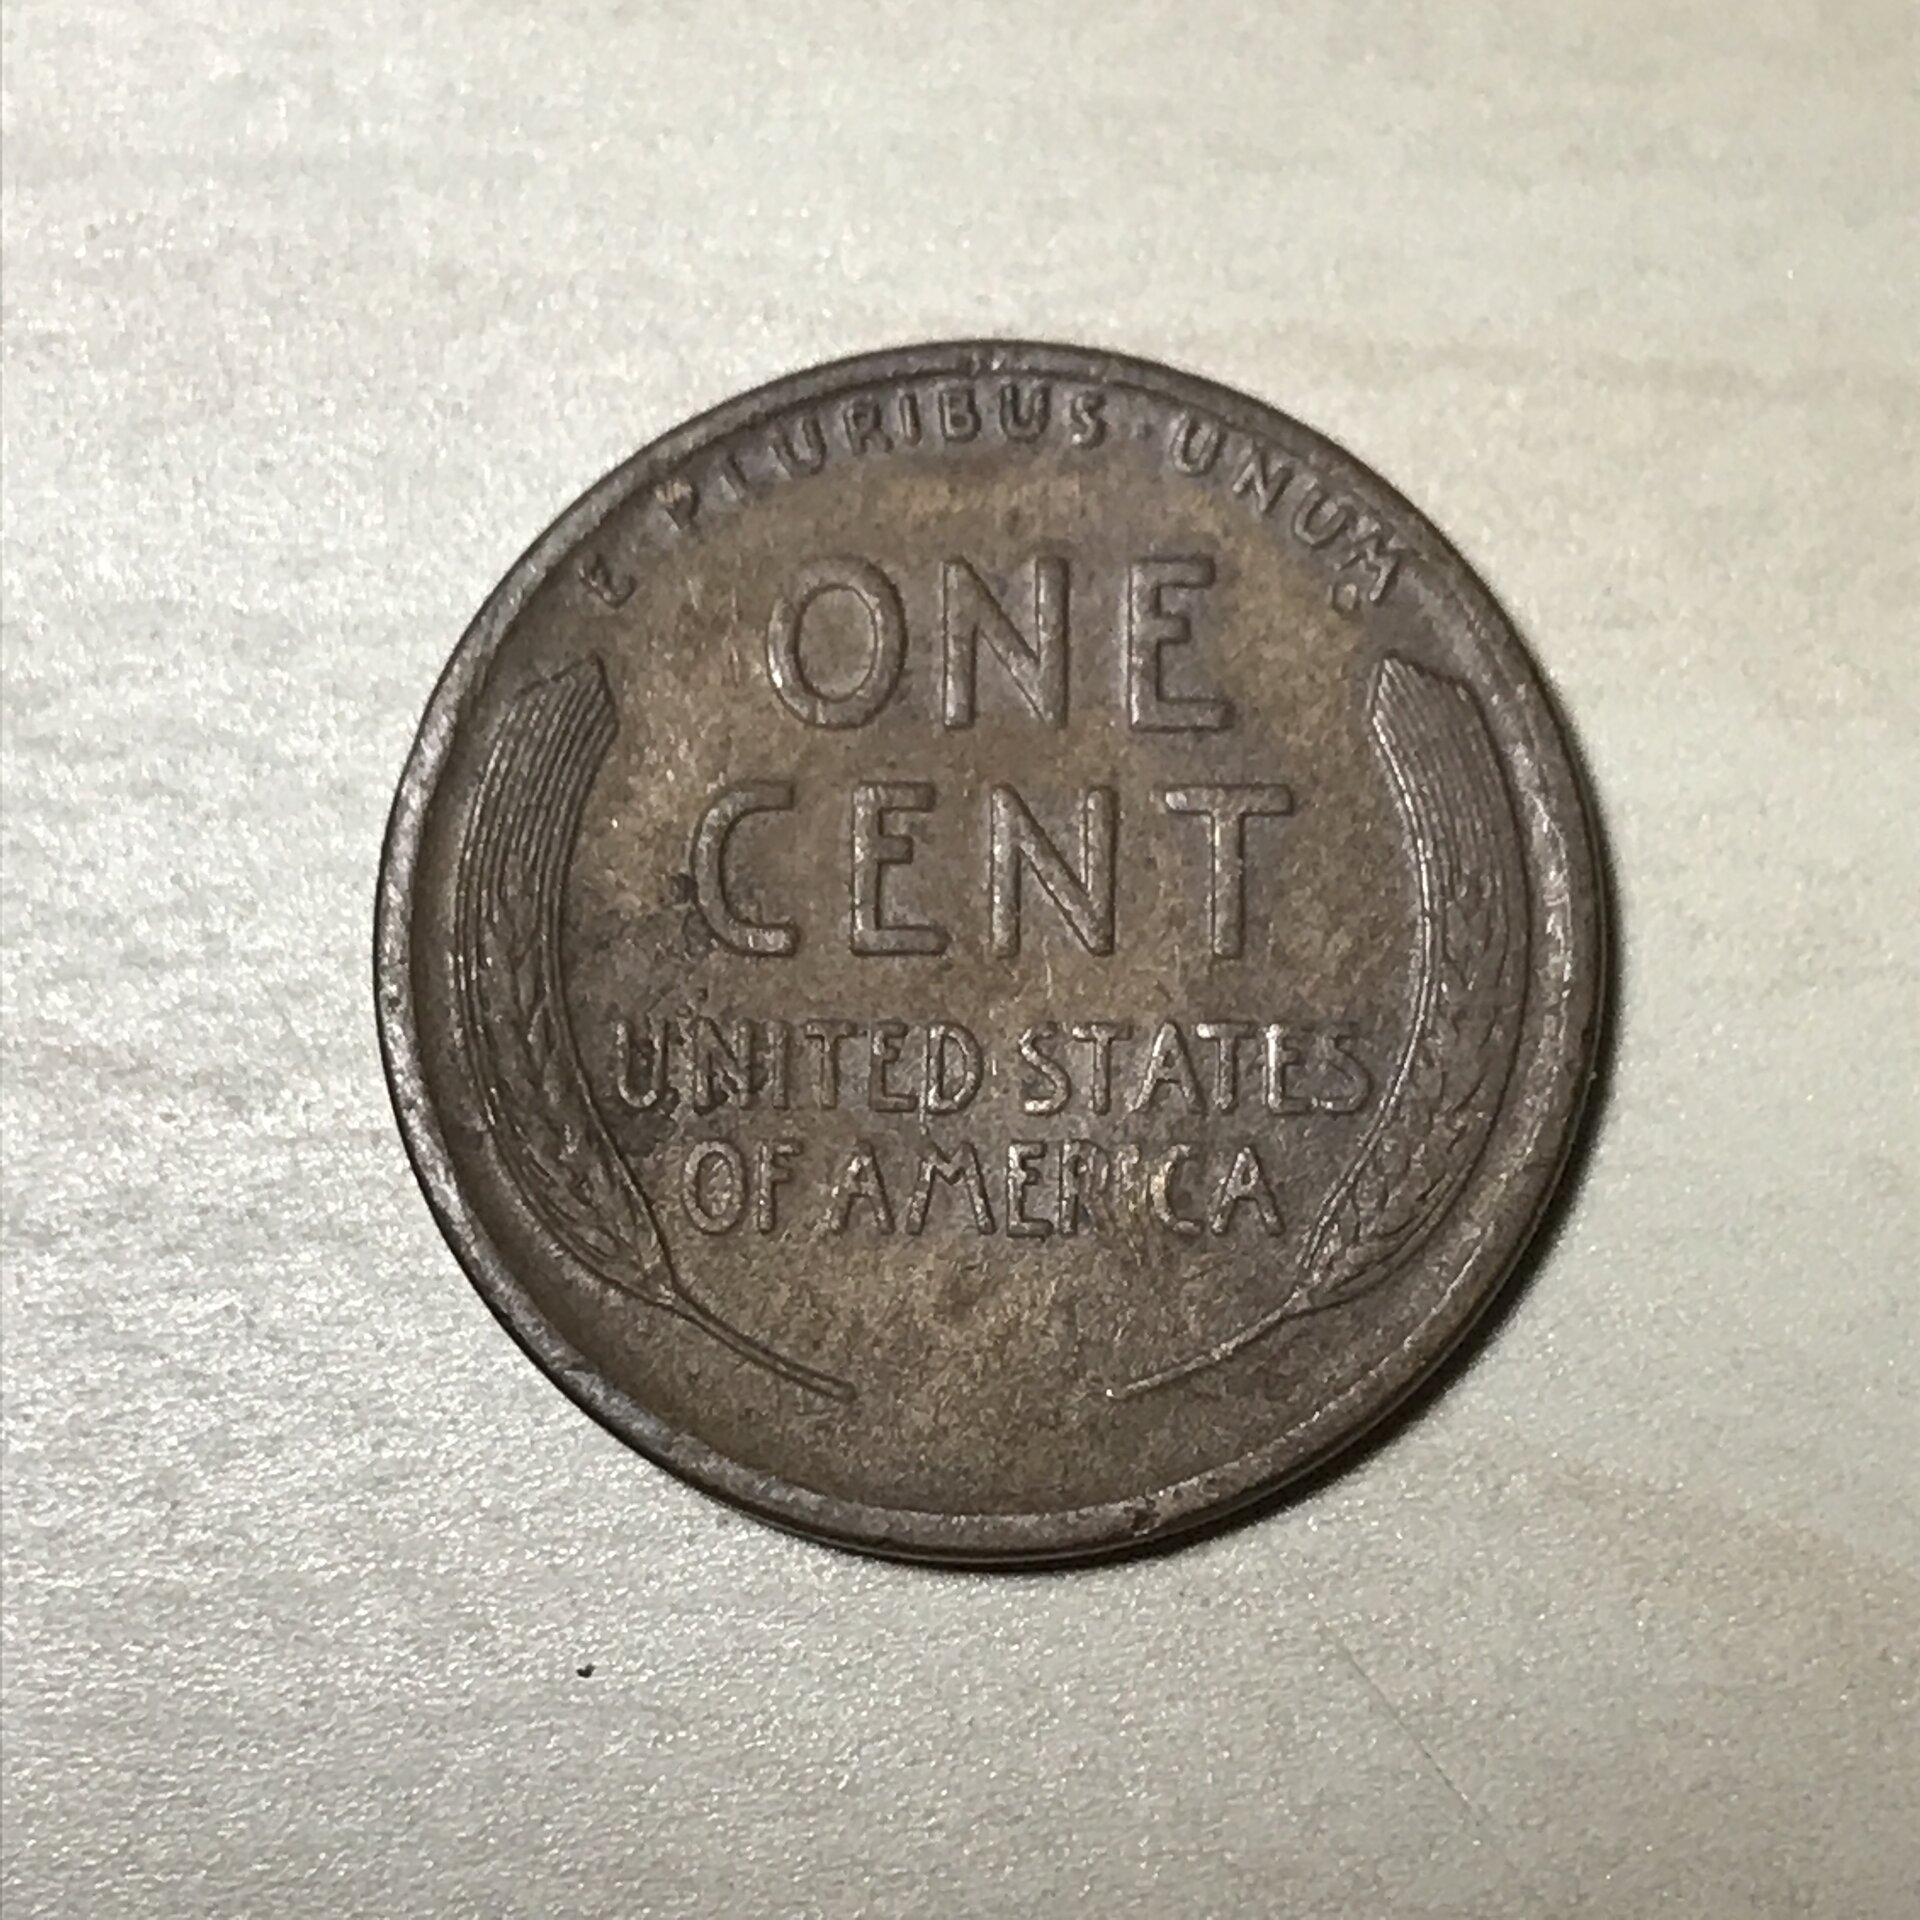 E · PLURIBUS · UNUM
ONE
CENT
UNITED STATES
OF AMERICA